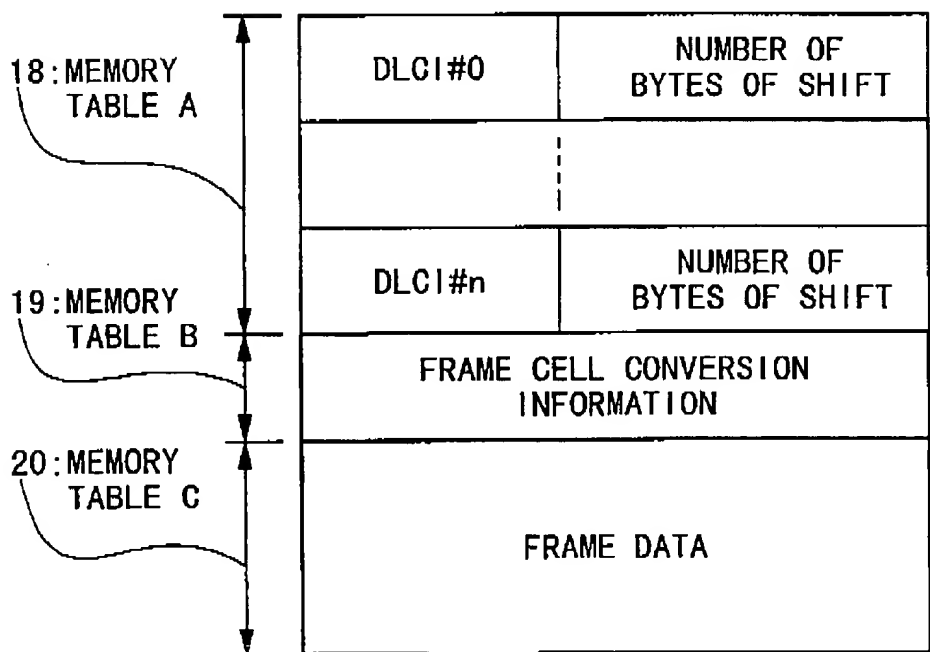 18:MEMORY
TABLE A
DLCI#0
NUMBER OF
BYTES OF SHIFT
DLCI#n
NUMBER OF
BYTES OF SHIFT
19:MEMORY
TABLE B
FRAME CELL CONVERSION
INFORMATION
20:MEMORY
TABLE C
FRAME DATA